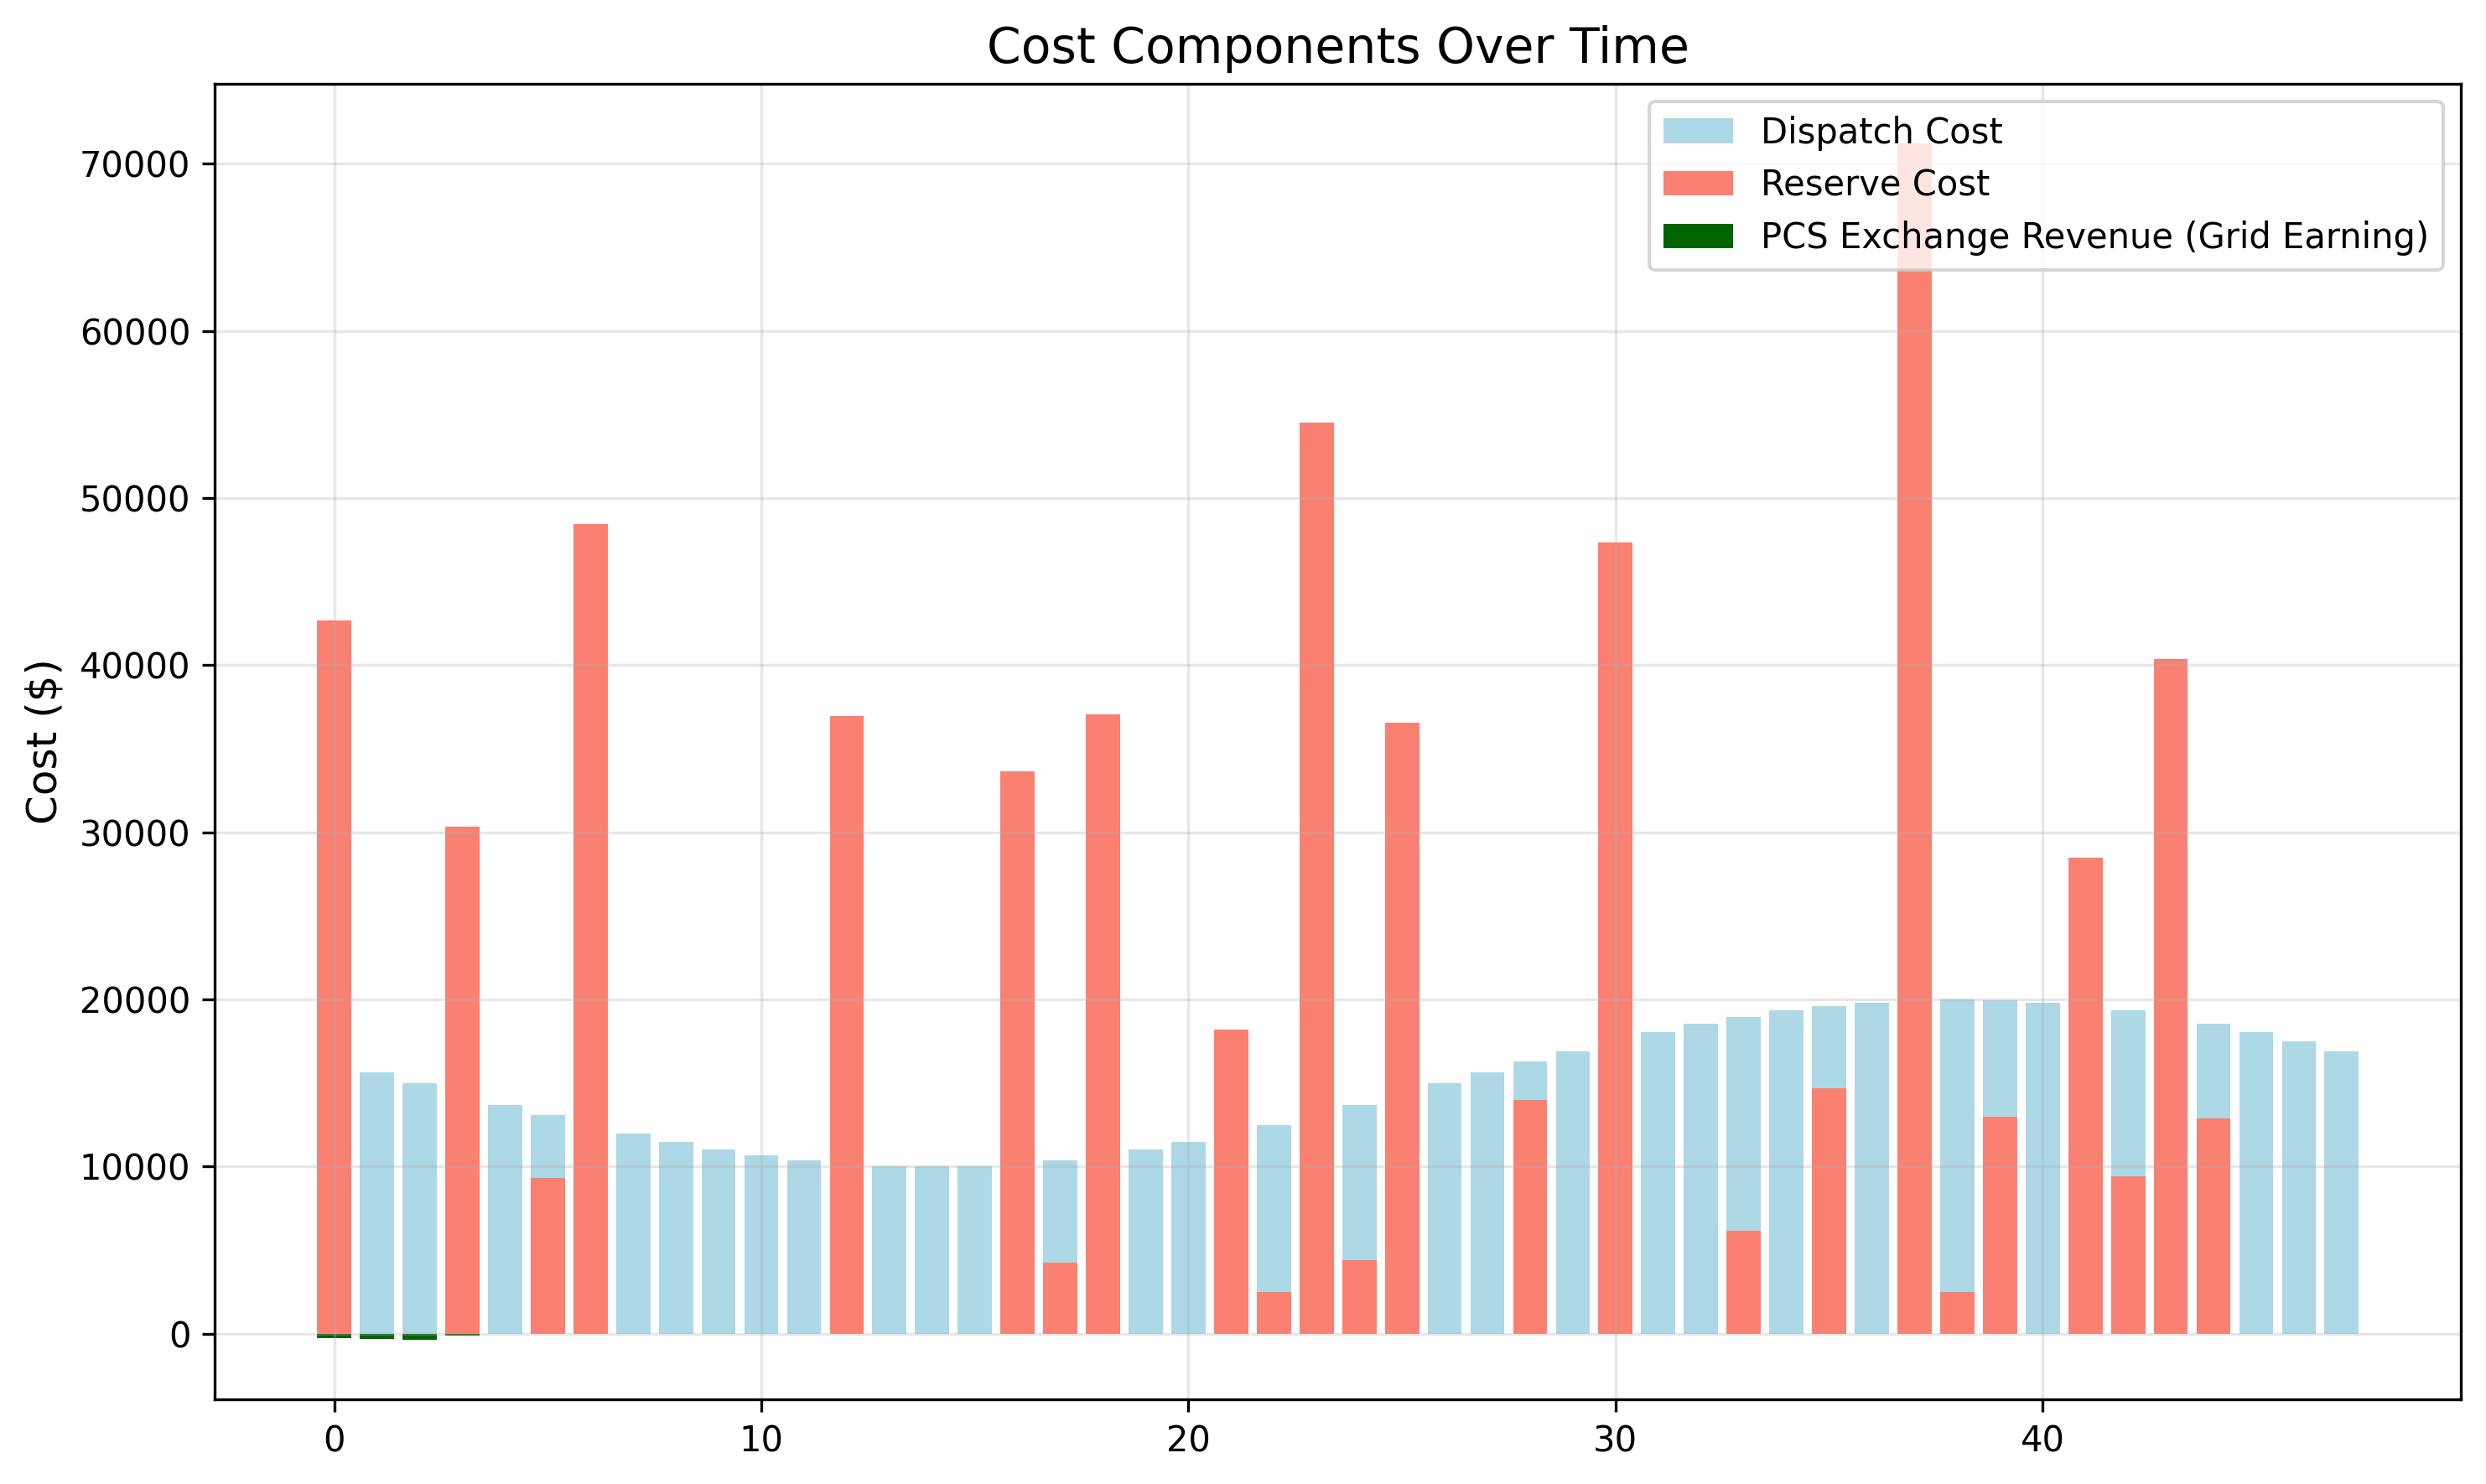 Cost Components Over Time
Dispatch Cost
Reserve Cost
PCS Exchange Revenue (Grid Earning)
Cost ($)
70000
60000
50000
40000
30000
20000
10000
0
0 10 20 30 40